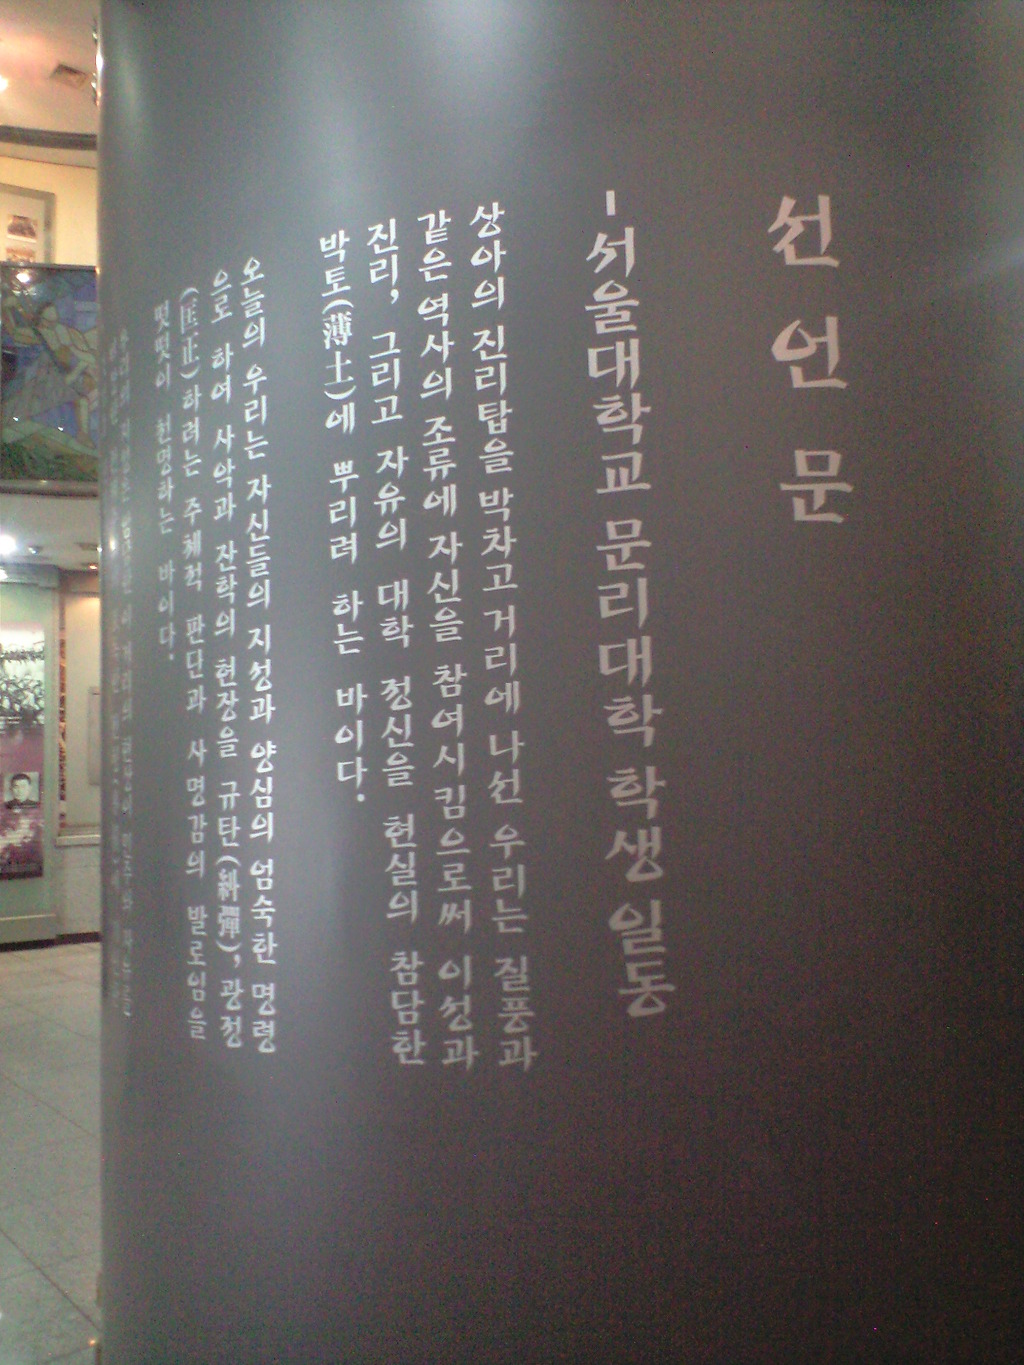 선 언 문
－서울대학교 문리대학 학생 일동
상아의 진리탑을 박차고 거리에 나선 우리는 질풍과
같은 역사의 조류에 자신을 참여시킴으로써 이성과
진리, 그리고 자유의 대학 정신을 현실의 참담한
박토(薄土)에 뿌리려 하는 바이다.
오늘의 우리는 자신들의 지성과 양심의 엄숙한 명령
으로 하여 사악과 잔학의 현장을 규탄(糾彈), 광정
(匡正)하려는 주체적 판단과 사명감의 발로임을
떳떳이 천명하는 바이다.